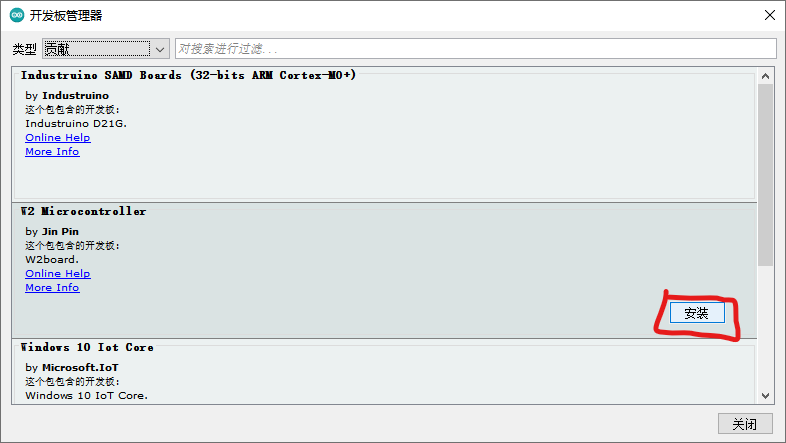 开发板管理器
类型 贡献 对搜索进行过滤...
Industruino SAMD Boards (32-bits ARM Cortex-M0+)
by Industruino
这个包包含的开发板:
Industruino D21G.
Online Help
More Info
W2 Microcontroller
by Jin Pin
这个包包含的开发板:
W2board.
Online Help
More Info
安装
Windows 10 Iot Core
by Microsoft.IoT
这个包包含的开发板:
Windows 10 IoT Core.
关闭